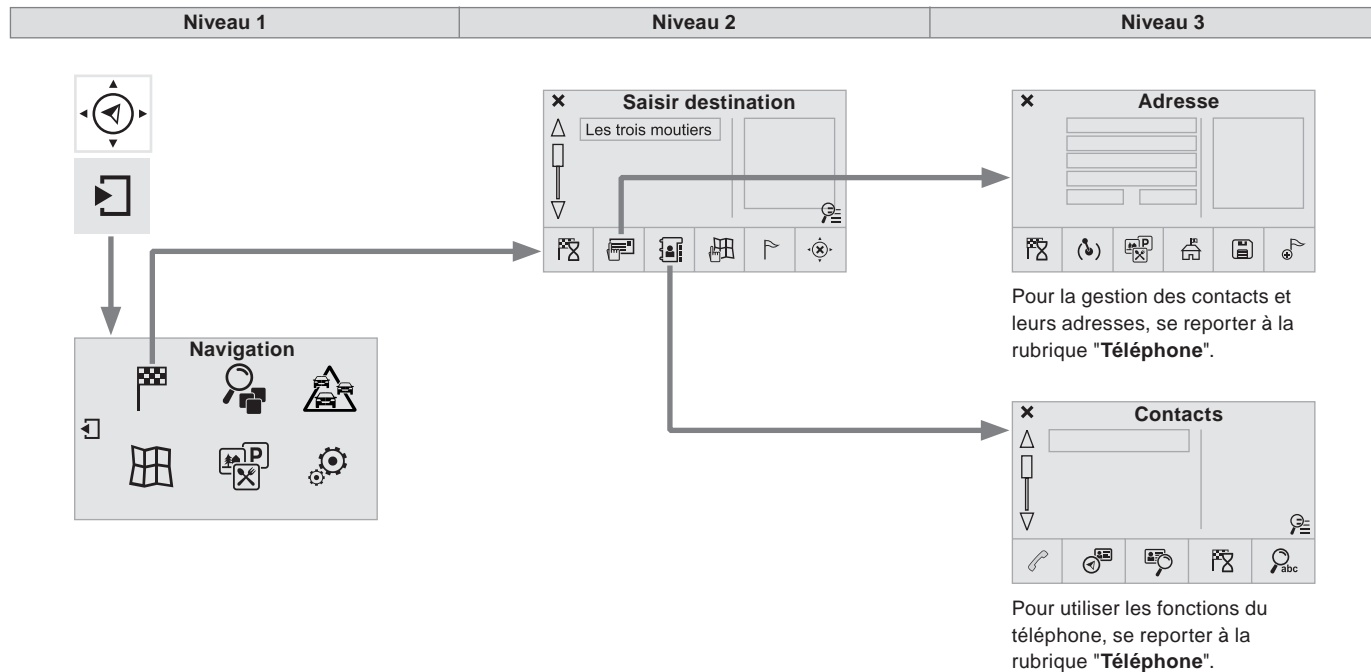 Niveau 1
Niveau 2
Niveau 3
Saisir destination
Les trois moutiers
Adresse
P
Pour la gestion des contacts et
leurs adresses, se reporter à la
rubrique "Téléphone".
Navigation
P
Contacts
abc
Pour utiliser les fonctions du
téléphone, se reporter à la
rubrique "Téléphone".